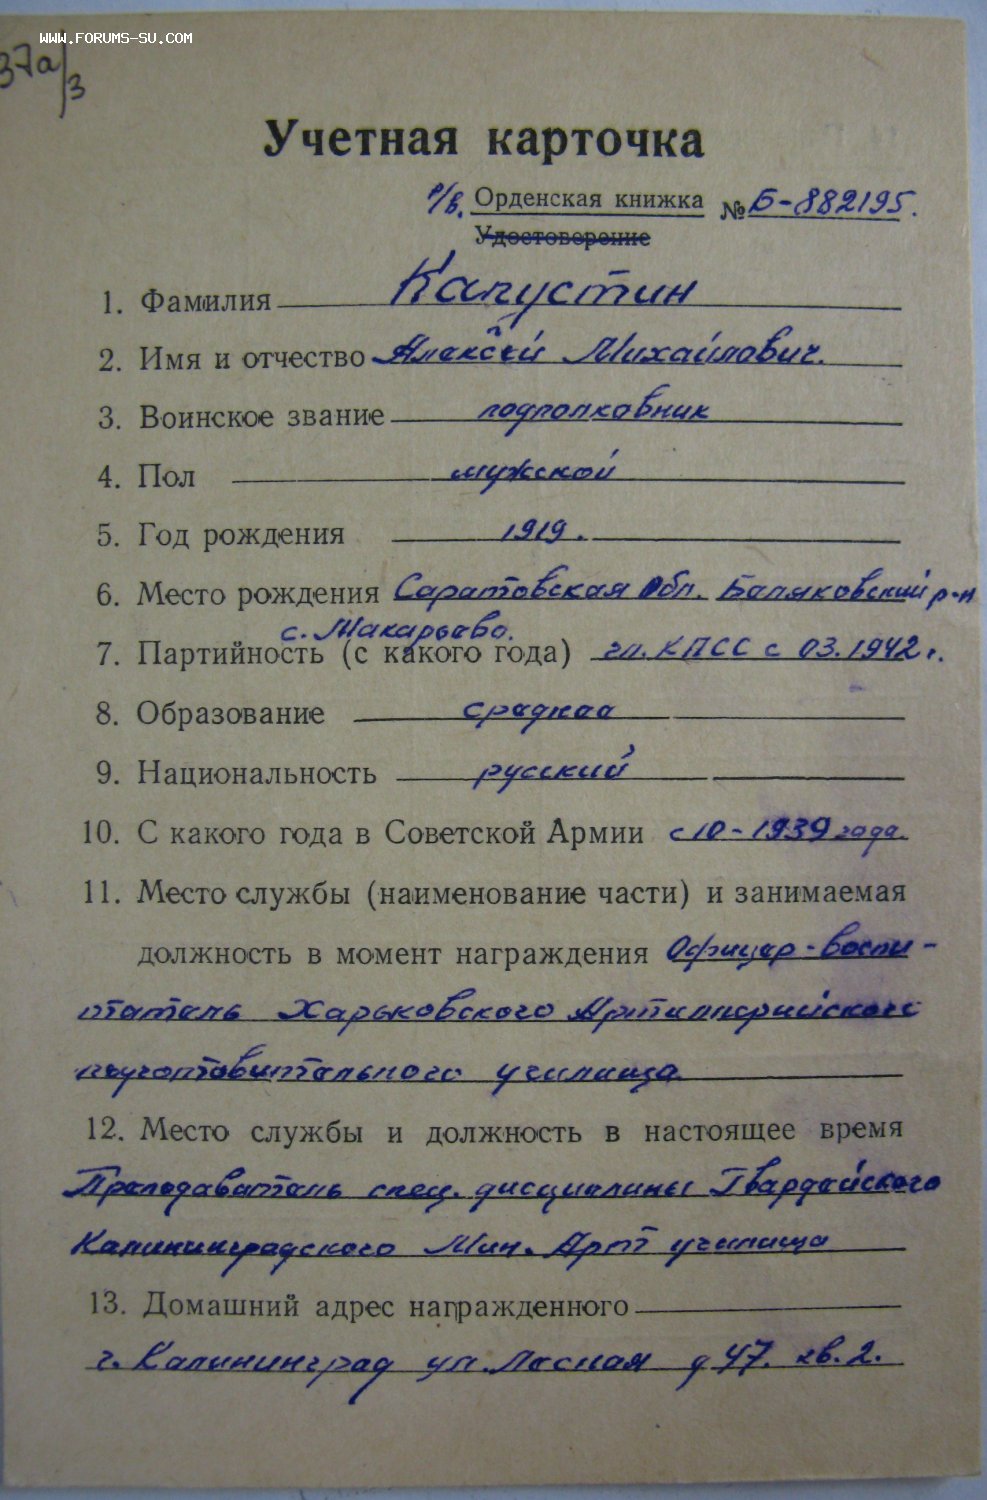 WWW.FORUMS-SU.COM
37а/3
Учетная карточка
р/в. Орденская книжка № Б-882195.
Удостоверение
1. Фамилия Капустин
2. Имя и отчество Алексей Михайлович.
3. Воинское звание подполковник
4. Пол мужской
5. Год рождения 1919.
6. Место рождения Саратовская обл. Балаковский р-н
с. Макарьево.
7. Партийность (с какого года) чл. КПСС с 03.1942 г.
8. Образование среднее
9. Национальность русский
10. С какого года в Советской Армии с 10-1939 года.
11. Место службы (наименование части) и занимаемая
должность в момент награждения Офицер-воспи-
татель Харьковского Артиллерийского
подготовительного училища
12. Место службы и должность в настоящее время
Преподаватель спец. дисциплины Гвардейского
Калининградского Мин. Арт училища
13. Домашний адрес награжденного
г. Калининград ул. Лесная д 47. кв. 2.